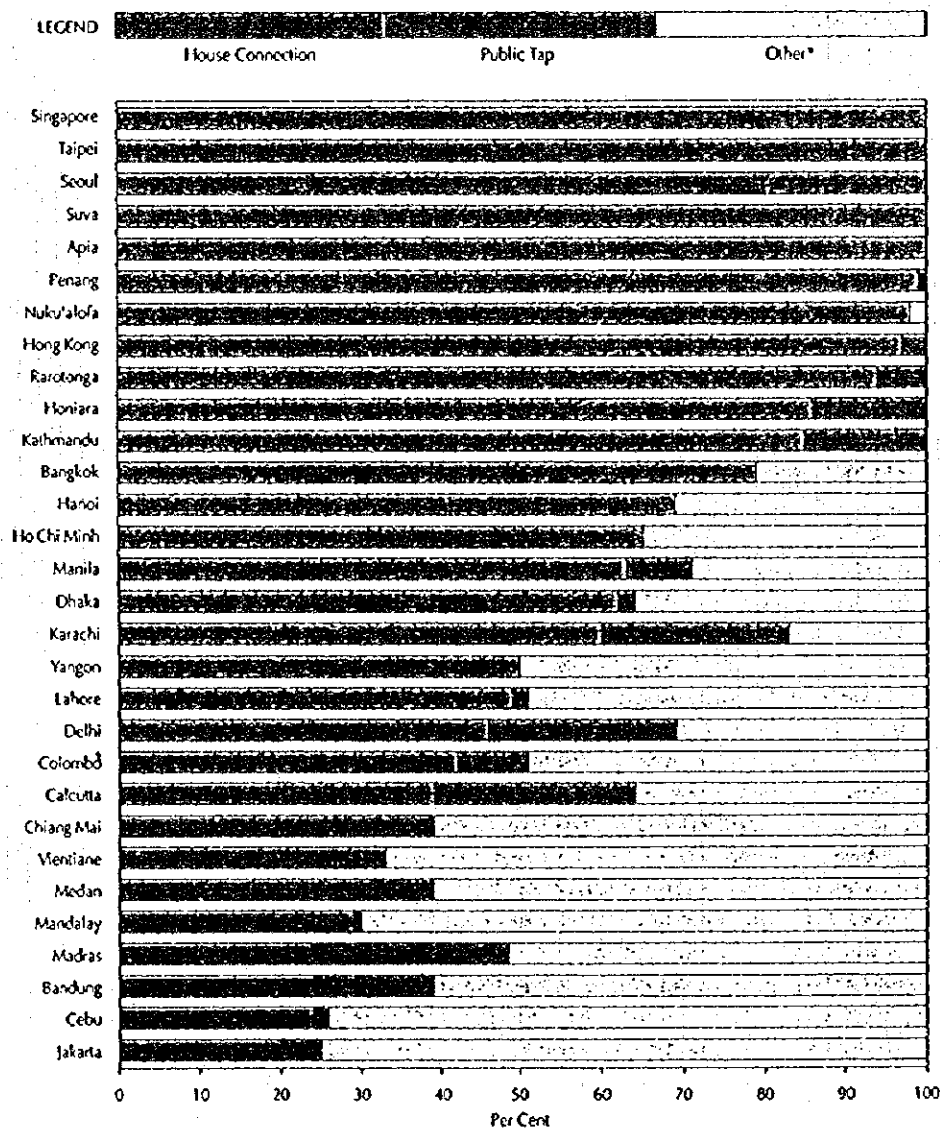 LEGEND
House Connection Public Tap Other*
Singapore
Taipei
Seoul
Suva
Apia
Penang
Nuku'alofa
Hong Kong
Rarotonga
Honiara
Kathmandu
Bangkok
Hanoi
Ho Chi Minh
Manila
Dhaka
Karachi
Yangon
Lahore
Delhi
Colombo
Calcutta
Chiang Mai
Vientiane
Medan
Mandalay
Madras
Bandung
Cebu
Jakarta
0 10 20 30 40 50 60 70 80 90 100
Per Cent